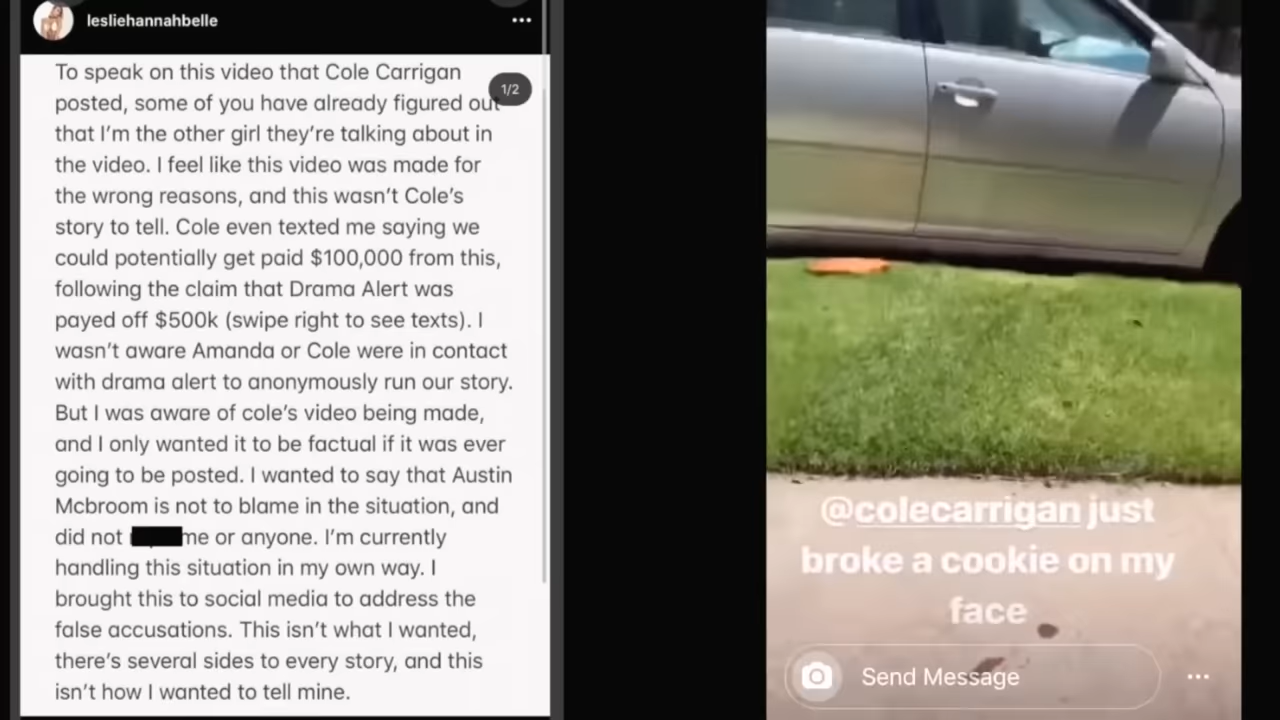 lesliehannahbelle
1/2
To speak on this video that Cole Carrigan
posted, some of you have already figured out
that I'm the other girl they're talking about in
the video. I feel like this video was made for
the wrong reasons, and this wasn't Cole's
story to tell. Cole even texted me saying we
could potentially get paid $100,000 from this,
following the claim that Drama Alert was
payed off $500k (swipe right to see texts). I
wasn't aware Amanda or Cole were in contact
with drama alert to anonymously run our story.
But I was aware of cole's video being made,
and I only wanted it to be factual if it was ever
going to be posted. I wanted to say that Austin
Mcbroom is not to blame in the situation, and
did not me or anyone. I'm currently
handling this situation in my own way. I
brought this to social media to address the
false accusations. This isn't what I wanted,
there's several sides to every story, and this
isn't how I wanted to tell mine.
@colecarrigan just
broke a cookie on my
face
Send Message